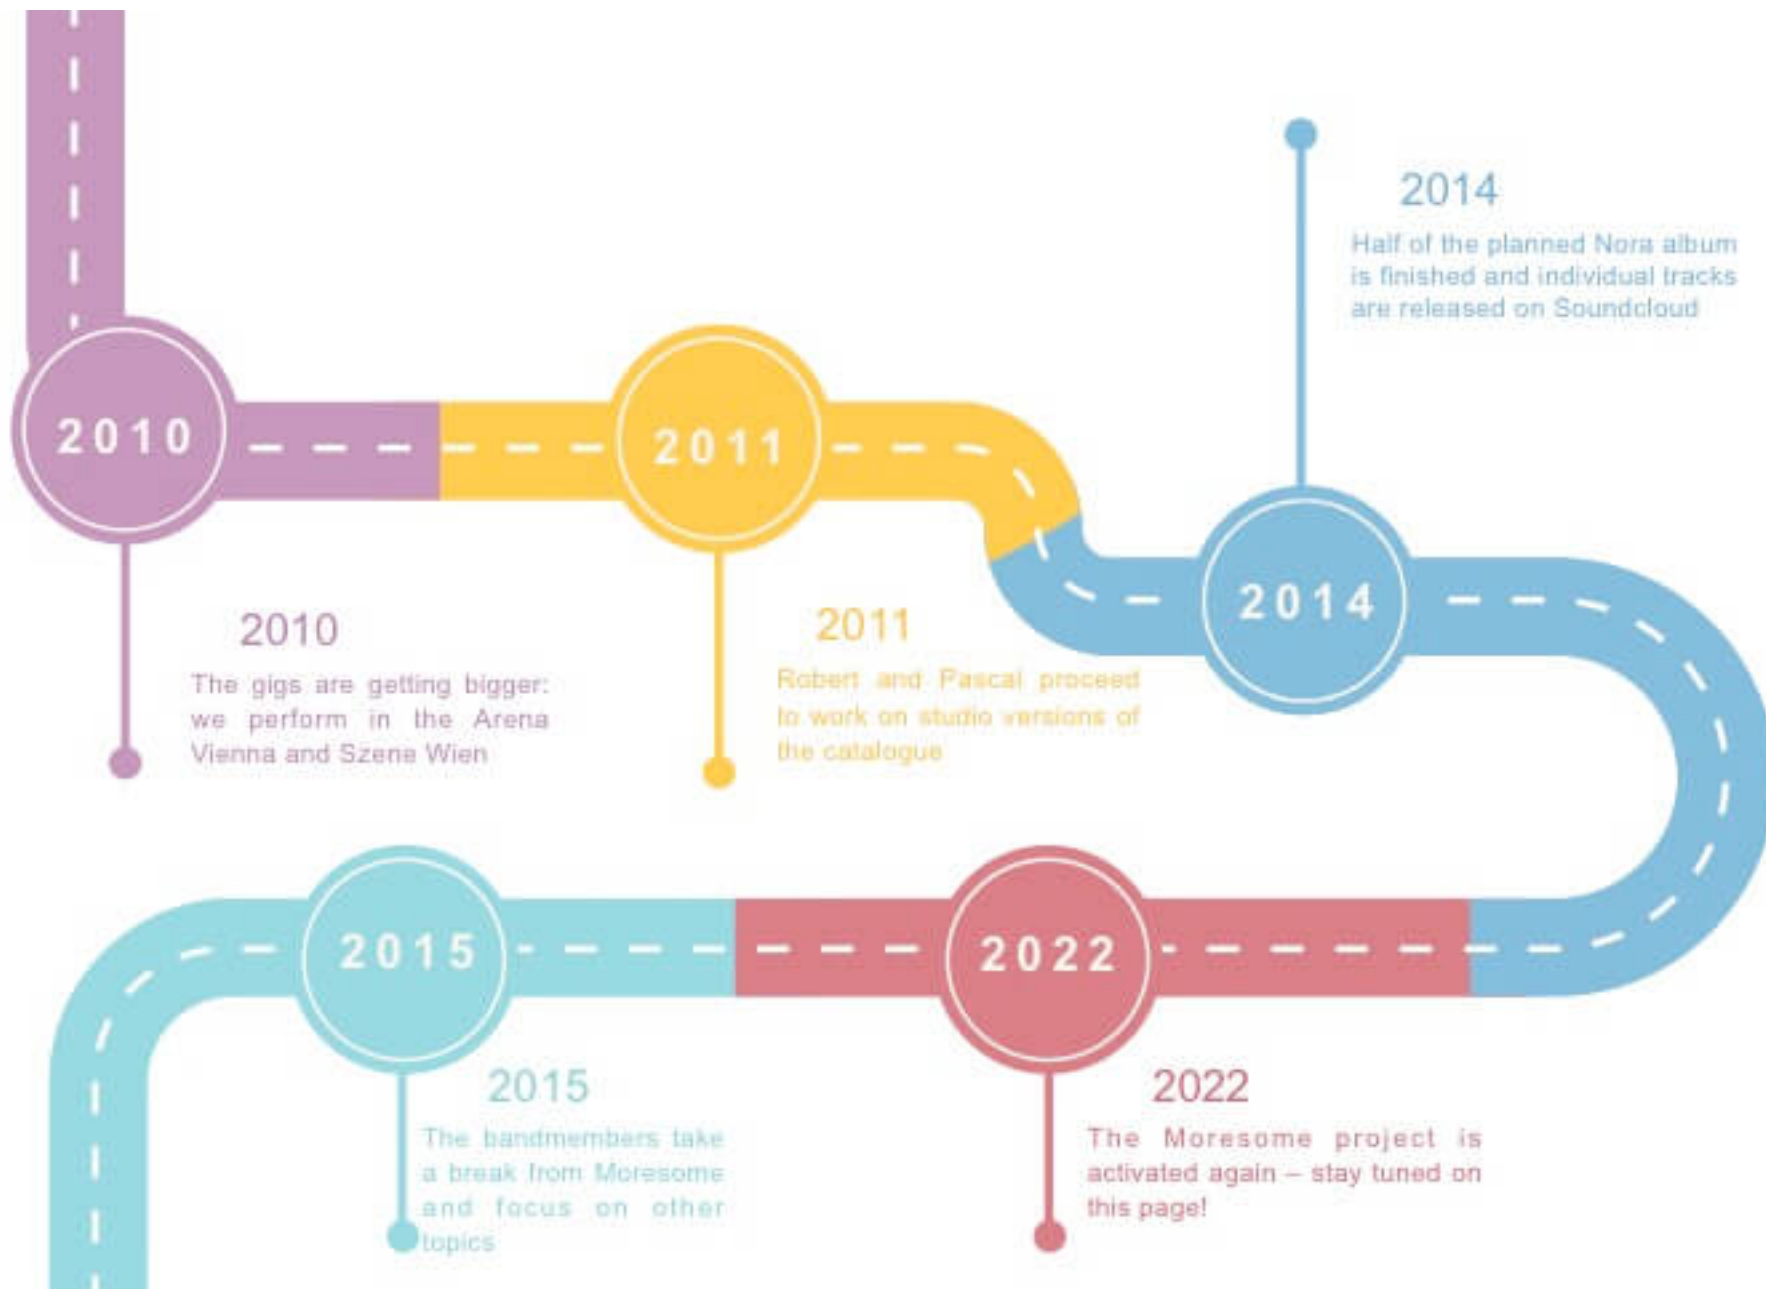 2010
2011
2014
2014
Half of the planned Nora album
is finished and individual tracks
are released on Soundcloud
2010
The gigs are getting bigger:
we perform in the Arena
Vienna and Szene Wien
2011
Robert and Pascal proceed
to work on studio versions of
the catalogue
2015
2022
2015
The bandmembers take
a break from Moresome
and focus on other
topics
2022
The Moresome project is
activated again – stay tuned on
this page!